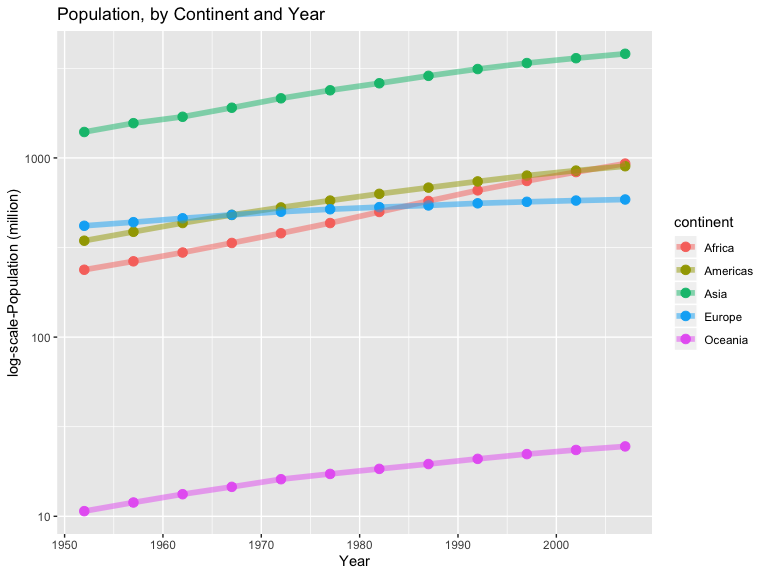 Population, by Continent and Year
log-scale-Population (million)
1000
100
10
1950
1960
1970
1980
1990
2000
Year
continent
Africa
Americas
Asia
Europe
Oceania